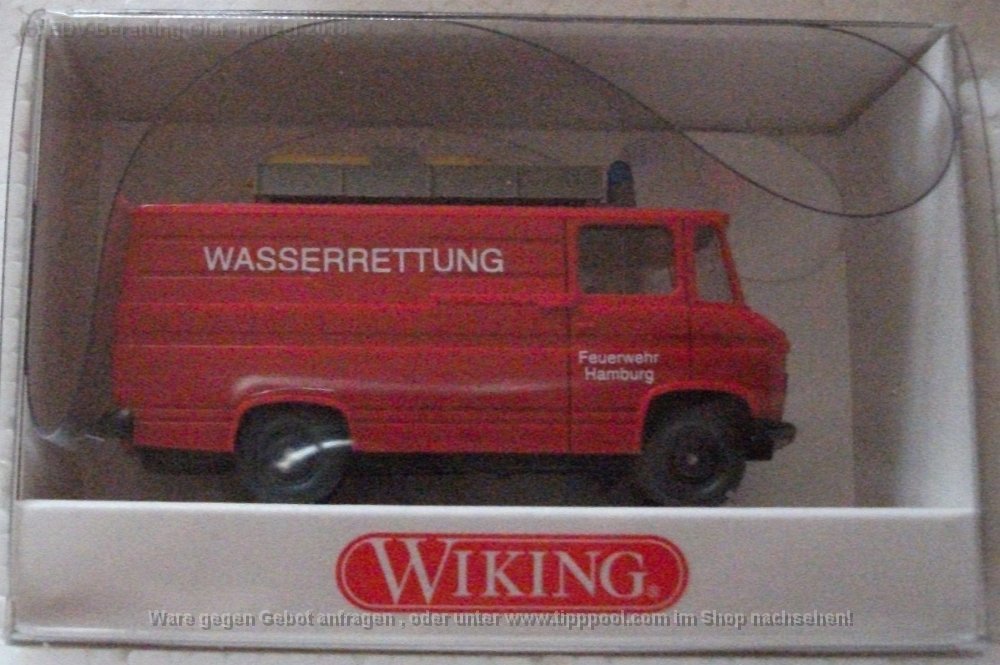 WASSERRETTUNG
Feuerwehr
Hamburg
WIKING®
Ware gegen Gebot anfragen , oder unter www.tipppool.com im Shop nachsehen!